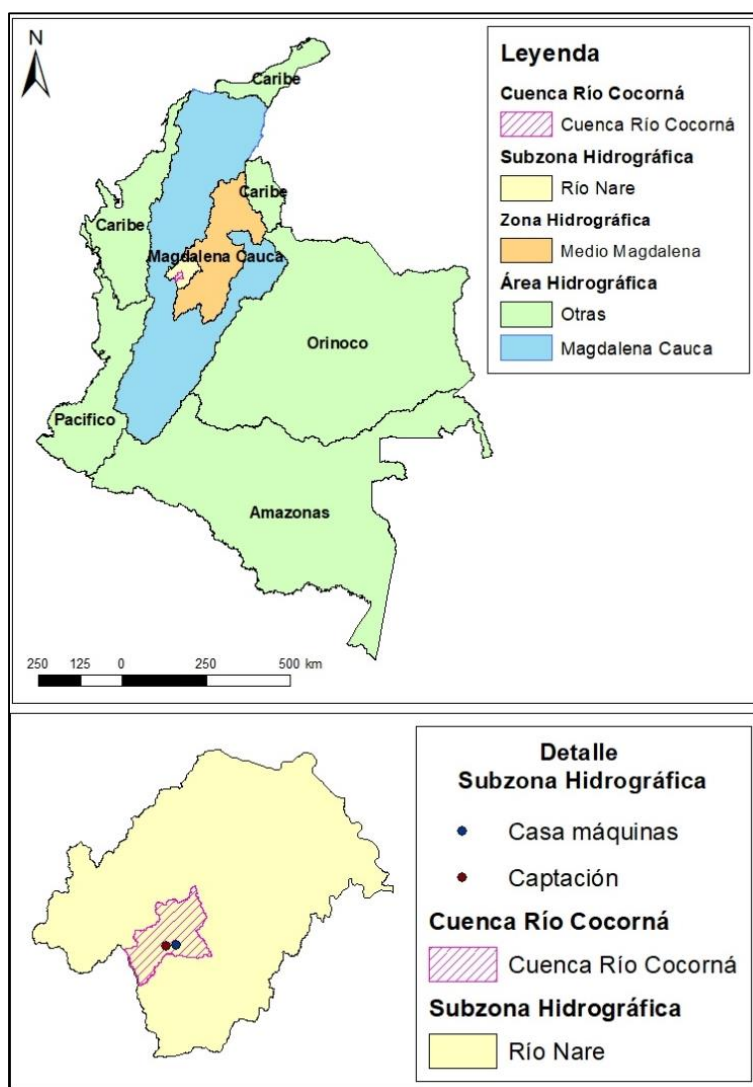 N
Caribe
Caribe
Caribe
Magdalena Cauca
Orinoco
Pacifico
Amazonas
250 125 0 250 500 km
Leyenda
Cuenca Río Cocorná
Cuenca Río Cocorná
Subzona Hidrográfica
Río Nare
Zona Hidrográfica
Medio Magdalena
Área Hidrográfica
Otras
Magdalena Cauca
Detalle
Subzona Hidrográfica
Casa máquinas
Captación
Cuenca Río Cocorná
Cuenca Río Cocorná
Subzona Hidrográfica
Río Nare